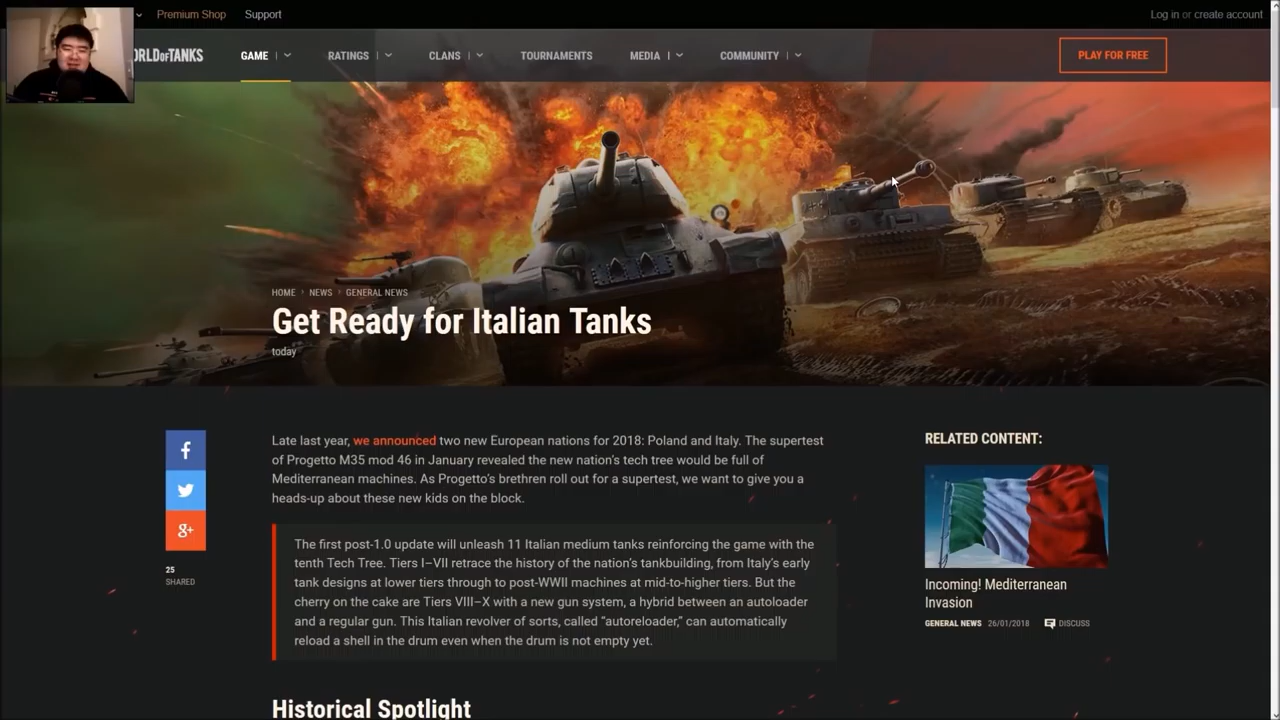 Premium Shop Support Log in or create account
ORLDOFTANKS GAME RATINGS CLANS TOURNAMENTS MEDIA COMMUNITY PLAY FOR FREE
HOME › NEWS › GENERAL NEWS
Get Ready for Italian Tanks
today
Late last year, we announced two new European nations for 2018: Poland and Italy. The supertest
of Progetto M35 mod 46 in January revealed the new nation's tech tree would be full of
Mediterranean machines. As Progetto's brethren roll out for a supertest, we want to give you a
heads-up about these new kids on the block.
The first post-1.0 update will unleash 11 Italian medium tanks reinforcing the game with the
tenth Tech Tree. Tiers I–VII retrace the history of the nation's tankbuilding, from Italy's early
tank designs at lower tiers through to post-WWII machines at mid-to-higher tiers. But the
cherry on the cake are Tiers VIII–X with a new gun system, a hybrid between an autoloader
and a regular gun. This Italian revolver of sorts, called “autoreloader,” can automatically
reload a shell in the drum even when the drum is not empty yet.
Historical Spotlight
f
g+
25
SHARED
RELATED CONTENT:
Incoming! Mediterranean
Invasion
GENERAL NEWS 26/01/2018 DISCUSS